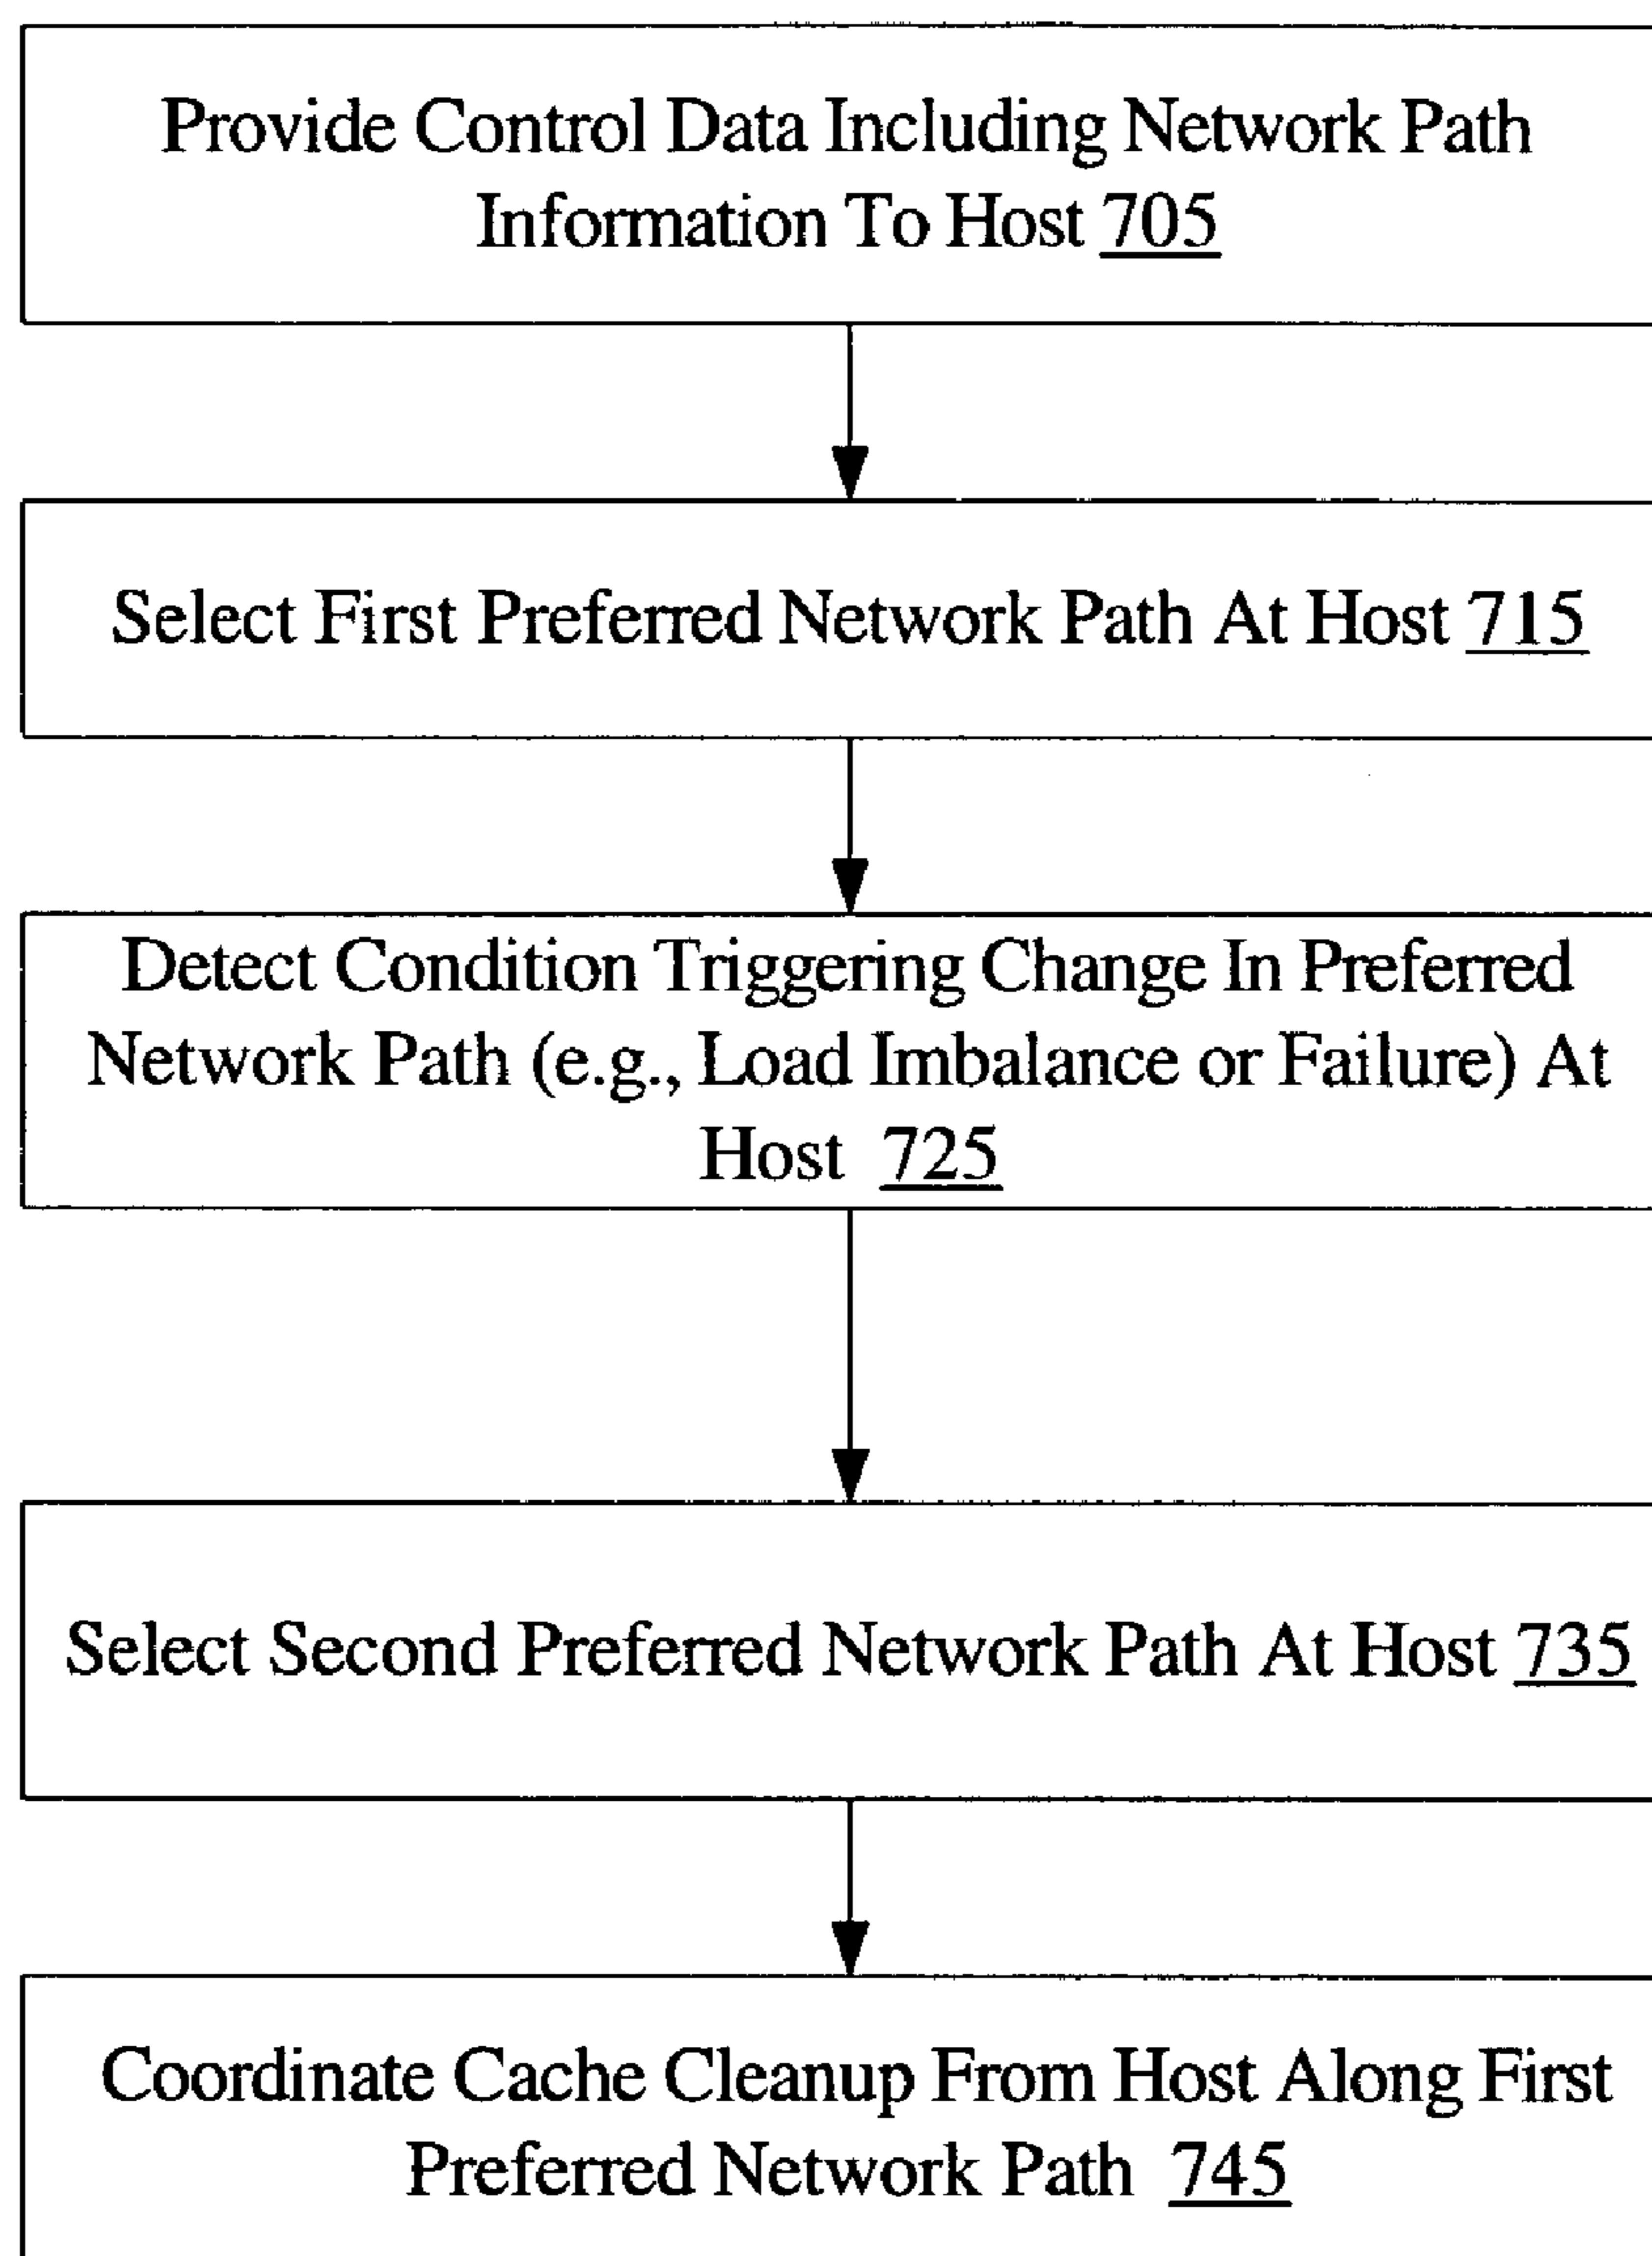 Provide Control Data Including Network Path
Information To Host 705
Select First Preferred Network Path At Host 715
Detect Condition Triggering Change In Preferred
Network Path (e.g., Load Imbalance or Failure) At
Host 725
Select Second Preferred Network Path At Host 735
Coordinate Cache Cleanup From Host Along First
Preferred Network Path 745